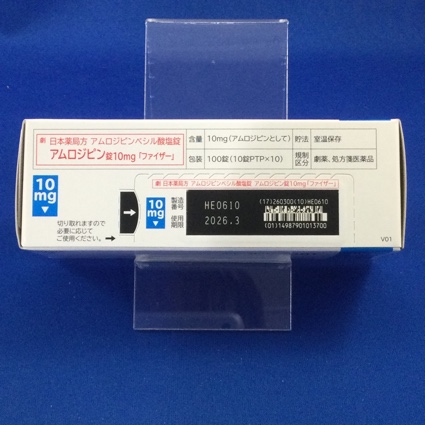 劇 日本薬局方 アムロジピンベシル酸塩錠
アムロジピン錠10mg「ファイザー」
含量 10mg(アムロジピンとして) 貯法 室温保存
包装 100錠(10錠PTP×10) 規制区分 劇薬、処方箋医薬品
劇 日本薬局方 アムロジピンベシル酸塩錠 アムロジピン錠10mg「ファイザー」
10mg
切り取れますので
必要に応じて
ご使用ください。
10mg
製造番号 HE0610
使用期限 2026.3
(17)260300(10)HE0610
(01)14987901013700
V01